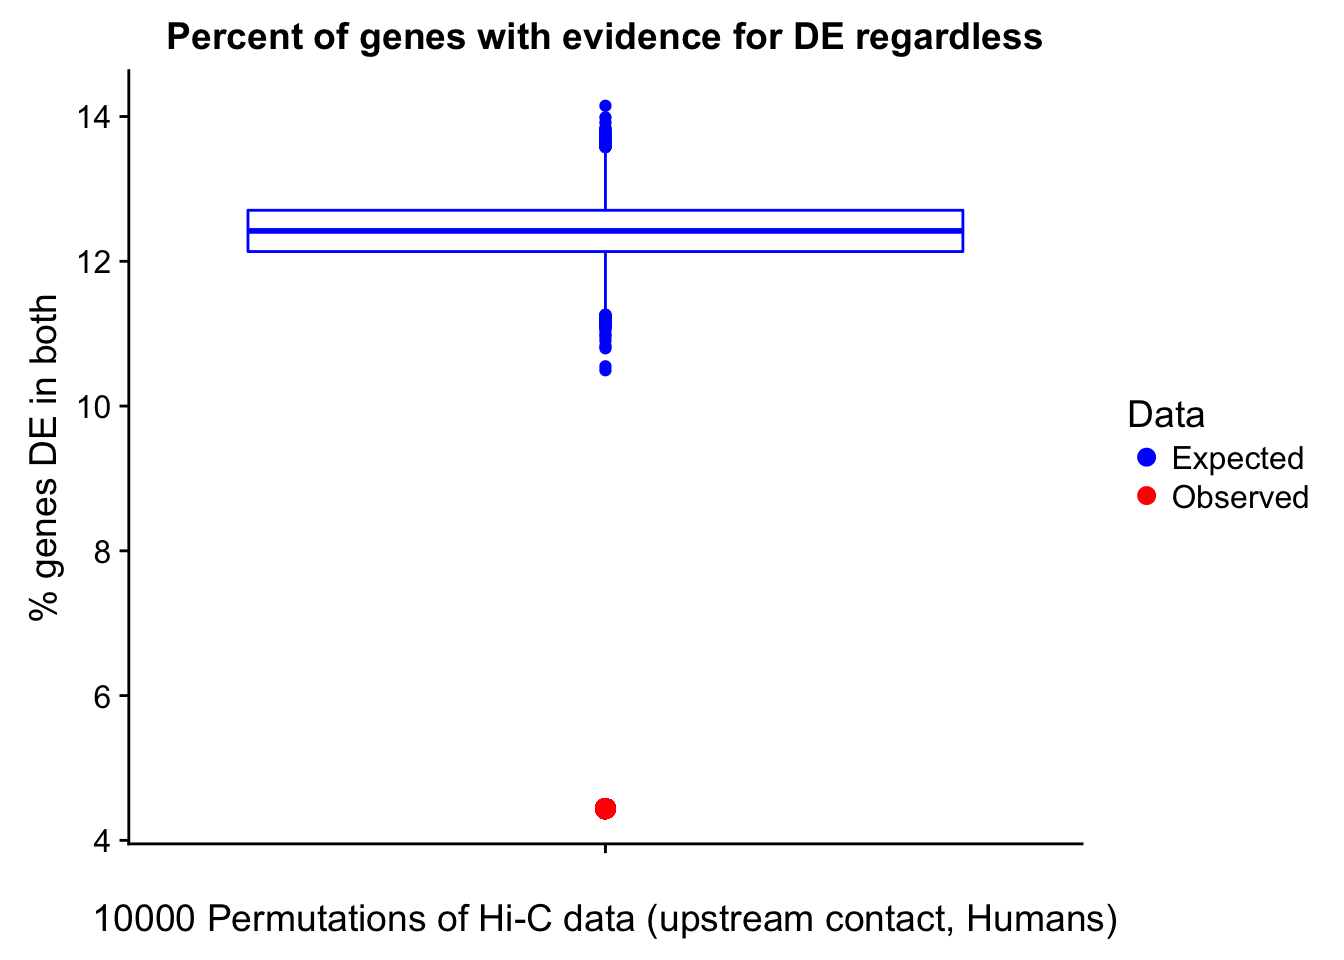 Percent of genes with evidence for DE regardless
14
12
10
8
6
4
% genes DE in both
10000 Permutations of Hi-C data (upstream contact, Humans)
Data
Expected
Observed